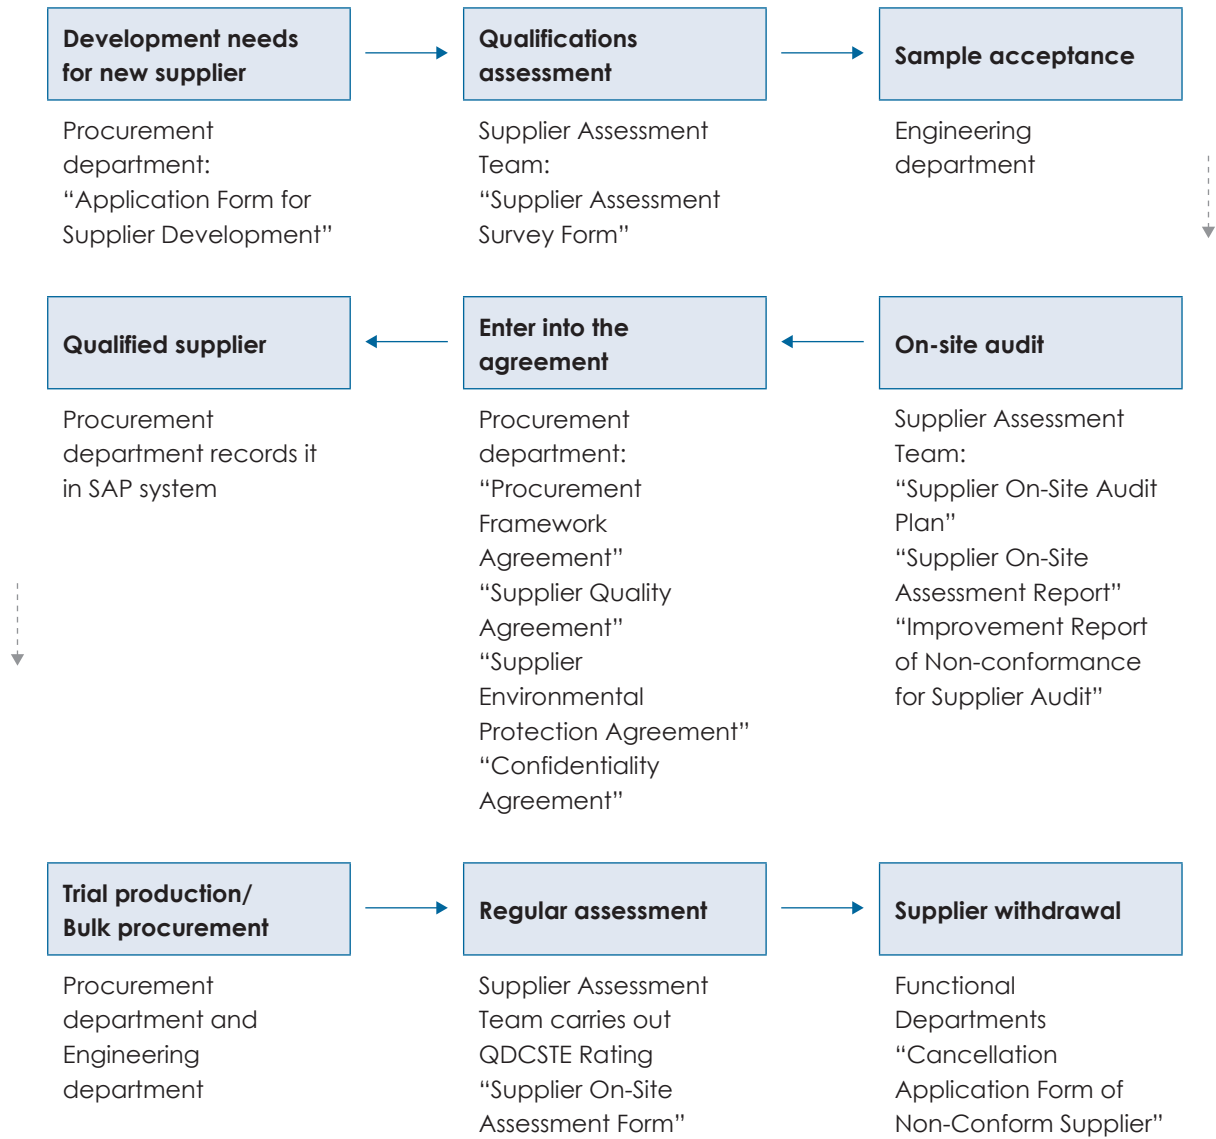 Development needs
for new supplier
Procurement
department:
“Application Form for
Supplier Development”
Qualifications
assessment
Supplier Assessment
Team:
“Supplier Assessment
Survey Form”
Sample acceptance
Engineering
department
On-site audit
Supplier Assessment
Team:
“Supplier On-Site Audit
Plan”
“Supplier On-Site
Assessment Report”
“Improvement Report
of Non-conformance
for Supplier Audit”
Enter into the
agreement
Procurement
department:
“Procurement
Framework
Agreement”
“Supplier Quality
Agreement”
“Supplier
Environmental
Protection Agreement”
“Confidentiality
Agreement”
Qualified supplier
Procurement
department records it
in SAP system
Trial production/
Bulk procurement
Procurement
department and
Engineering
department
Regular assessment
Supplier Assessment
Team carries out
QDCSTE Rating
“Supplier On-Site
Assessment Form”
Supplier withdrawal
Functional
Departments
“Cancellation
Application Form of
Non-Conform Supplier”